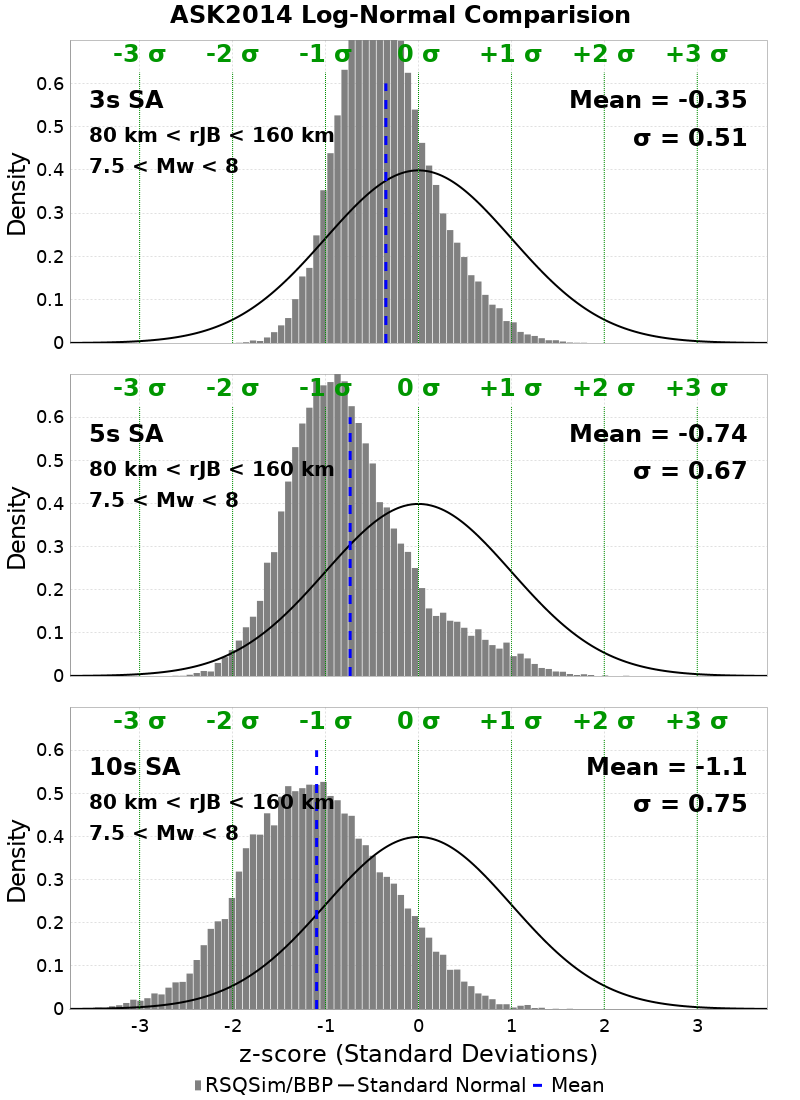 ASK2014 Log-Normal Comparision
-3 σ -2 σ -1 σ 0 σ +1 σ +2 σ +3 σ
0.6
0.5
0.4
0.3
0.2
0.1
0
Density
3s SA
80 km < rJB < 160 km
7.5 < Mw < 8
Mean = -0.35
σ = 0.51
-3 σ -2 σ -1 σ 0 σ +1 σ +2 σ +3 σ
0.6
0.5
0.4
0.3
0.2
0.1
0
Density
5s SA
80 km < rJB < 160 km
7.5 < Mw < 8
Mean = -0.74
σ = 0.67
-3 σ -2 σ -1 σ 0 σ +1 σ +2 σ +3 σ
0.6
0.5
0.4
0.3
0.2
0.1
0
Density
10s SA
80 km < rJB < 160 km
7.5 < Mw < 8
Mean = -1.1
σ = 0.75
-3 -2 -1 0 1 2 3
z-score (Standard Deviations)
RSQSim/BBP Standard Normal Mean